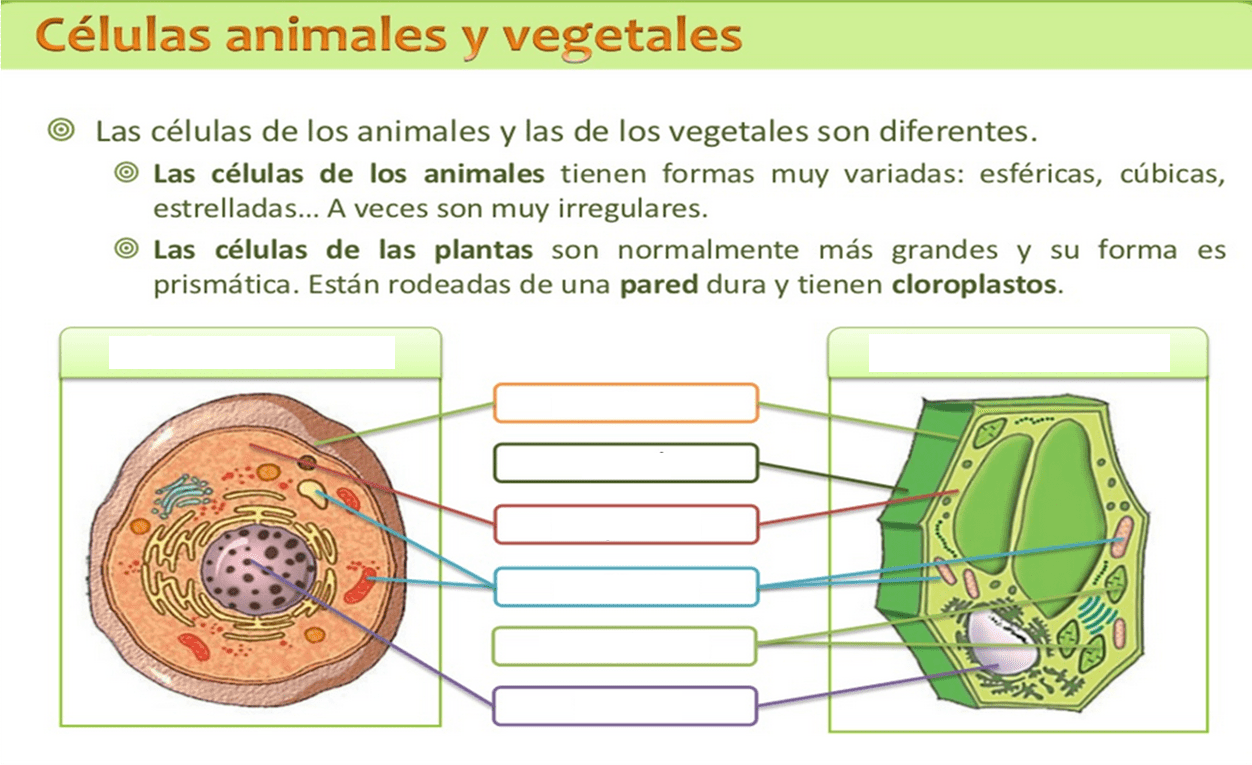 Células animales y vegetales
Las células de los animales y las de los vegetales son diferentes.
Las células de los animales tienen formas muy variadas: esféricas, cúbicas,
estrelladas... A veces son muy irregulares.
Las células de las plantas son normalmente más grandes y su forma es
prismática. Están rodeadas de una pared dura y tienen cloroplastos.